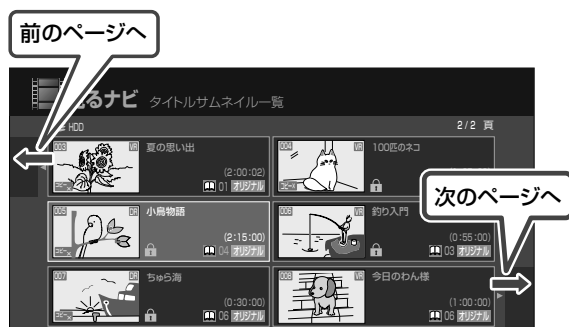 前のページへ
るナビ タイトルサムネイル一覧
HDD
2/2 頁
003 VR 夏の思い出
(2:00:02)
01 オリジナル
004 VR 100匹のネコ
次のページへ
005 DR 小鳥物語
(2:15:00)
04 オリジナル
006 VR 釣り入門
(0:55:00)
03 オリジナル
007 DR ちゅら海
(0:30:00)
06 オリジナル
008 VR 今日のわん様
(1:00:00)
06 オリジナル